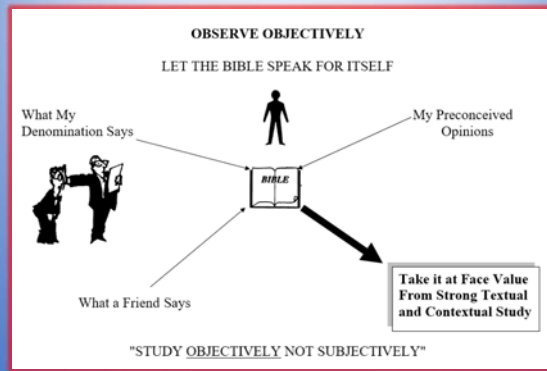 OBSERVE OBJECTIVELY
LET THE BIBLE SPEAK FOR ITSELF
What My
Denomination Says
My Preconceived
Opinions
BIBLE
What a Friend Says
Take it at Face Value
From Strong Textual
and Contextual Study
"STUDY OBJECTIVELY NOT SUBJECTIVELY"